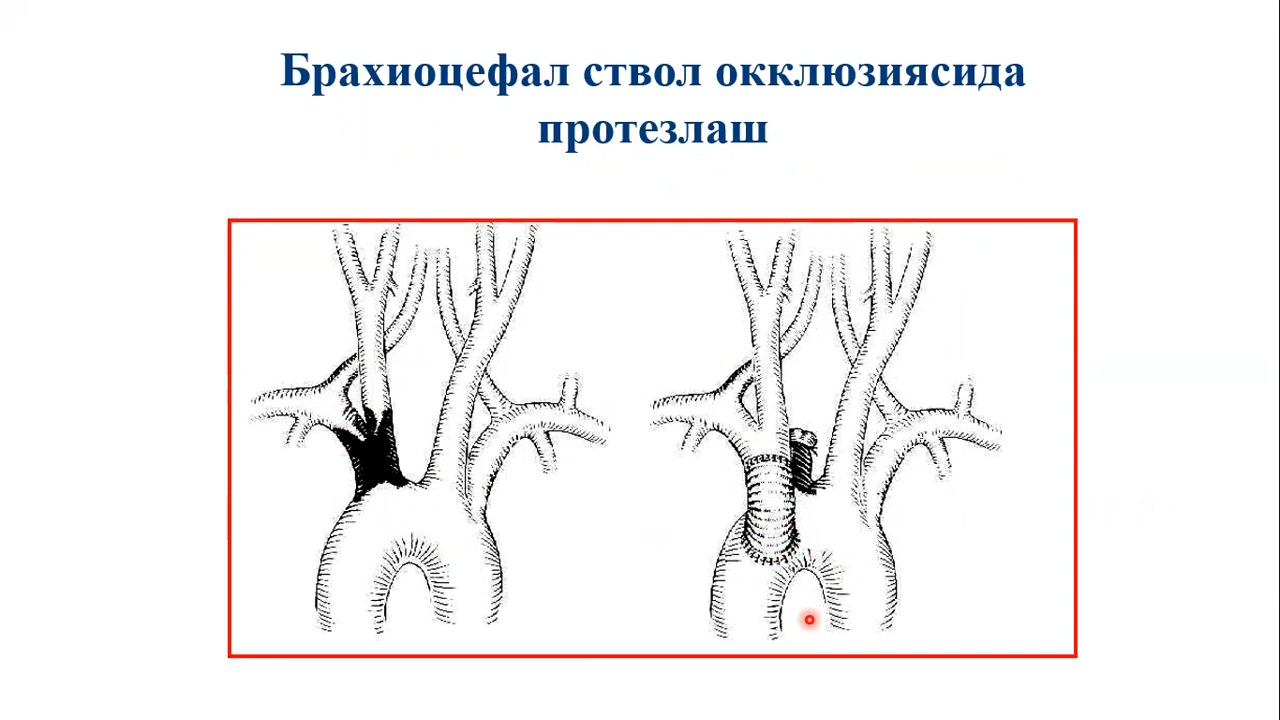 Брахиоцефал ствол окклюзиясида
протезлаш